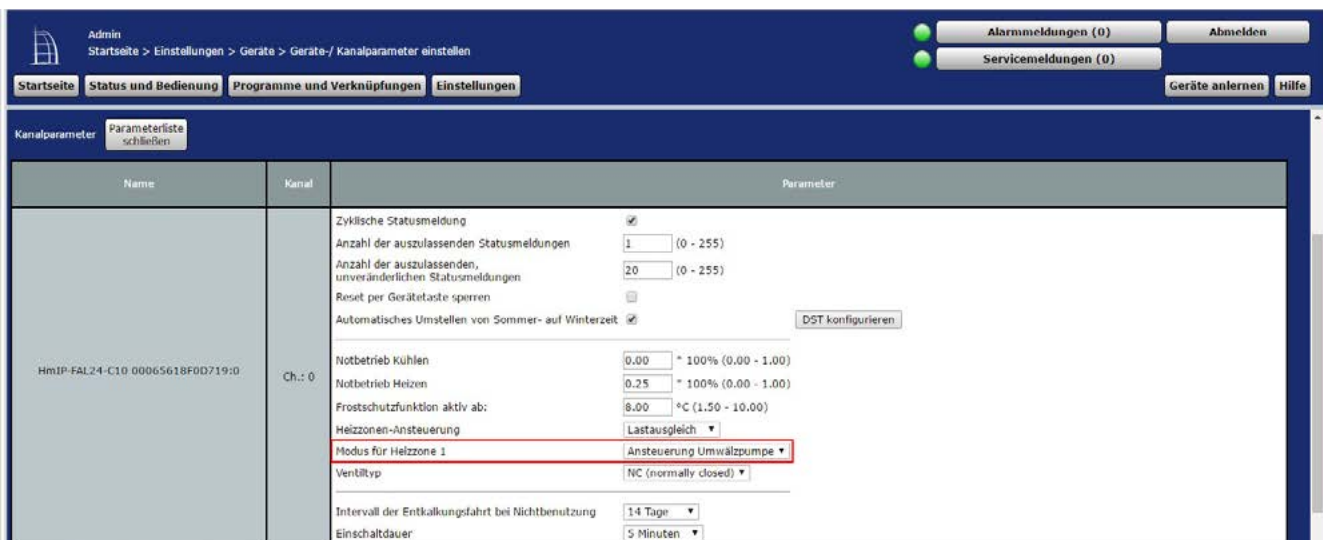 Admin
Startseite > Einstellungen > Geräte > Geräte-/ Kanalparameter einstellen
Alarmmeldungen (0)
Abmelden
Servicemeldungen (0)
Startseite
Status und Bedienung
Programme und Verknüpfungen
Einstellungen
Geräte anlernen
Hilfe
Kanalparameter
Parameterliste
schließen
Name
Kanal
Parameter
HmIP-FAL24-C10 00065618F0D719:0
Ch.: 0
Zyklische Statusmeldung
Anzahl der auszulassenden Statusmeldungen 1 (0 - 255)
Anzahl der auszulassenden,
unveränderlichen Statusmeldungen 20 (0 - 255)
Reset per Gerätetaste sperren
Automatisches Umstellen von Sommer- auf Winterzeit DST konfigurieren
Notbetrieb Kühlen 0.00 * 100% (0.00 - 1.00)
Notbetrieb Heizen 0.25 * 100% (0.00 - 1.00)
Frostschutzfunktion aktiv ab: 8.00 °C (1.50 - 10.00)
Heizzonen-Ansteuerung Lastausgleich
Modus für Heizzone 1 Ansteuerung Umwälzpumpe
Ventiltyp NC (normally closed)
Intervall der Entkalkungsfahrt bei Nichtbenutzung 14 Tage
Einschaltdauer 5 Minuten